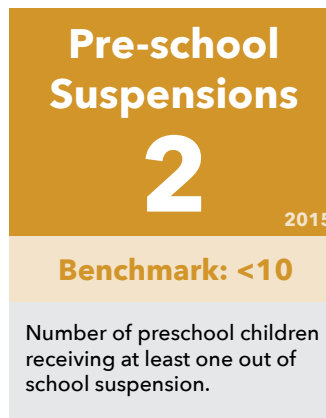 Pre-school
Suspensions
2
2015
Benchmark: <10
Number of preschool children
receiving at least one out of
school suspension.